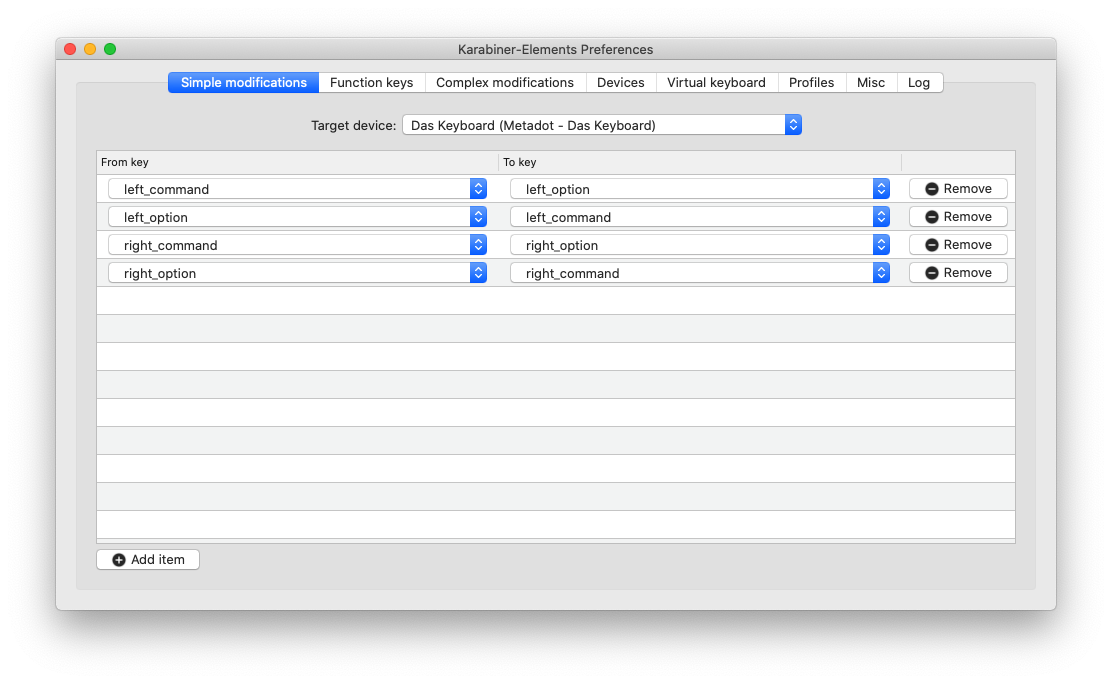 Karabiner-Elements Preferences
Simple modifications Function keys Complex modifications Devices Virtual keyboard Profiles Misc Log
Target device: Das Keyboard (Metadot - Das Keyboard)
From key To key
left_command left_option Remove
left_option left_command Remove
right_command right_option Remove
right_option right_command Remove
Add item